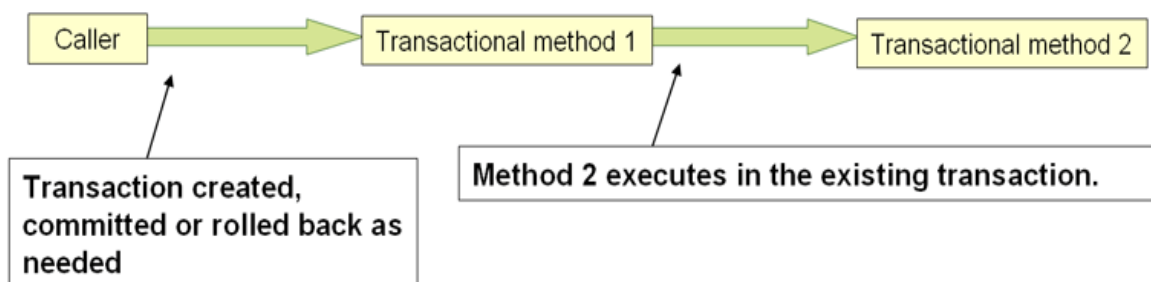 Caller
Transactional method 1
Transactional method 2
Transaction created,
committed or rolled back as
needed
Method 2 executes in the existing transaction.